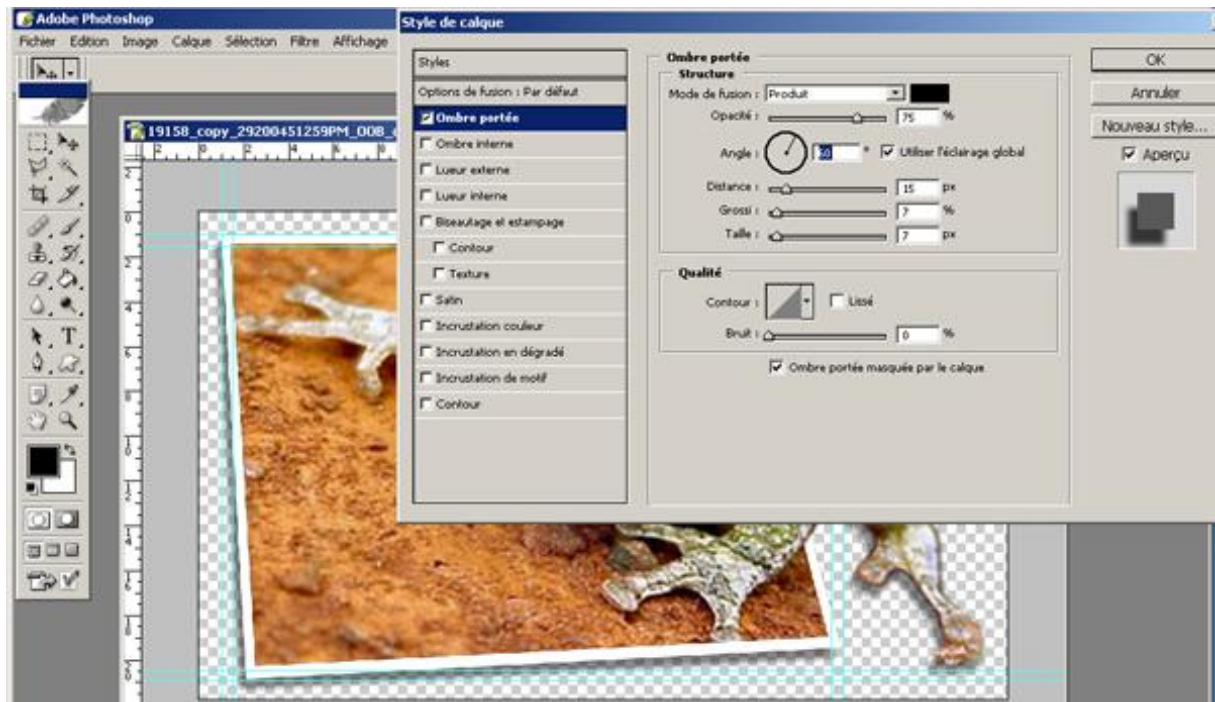 Adobe Photoshop
Fichier Edition Image Calque Sélection Filtre Affichage
19158_copy_29200451259PM_00B_
Style de calque
Styles
Options de fusion : Par défaut
Ombre portée
Ombre interne
Lueur externe
Lueur interne
Biseautage et estampage
Contour
Texture
Satin
Incrustation couleur
Incrustation en dégradé
Incrustation de motif
Contour
Ombre portée
Structure
Mode de fusion : Produit
Opacité : 75 %
Angle : 60 ° Utiliser l'éclairage global
Distance : 15 px
Grossi : 7 %
Taille : 7 px
Qualité
Contour : Lissé
Bruit : 0 %
Ombre portée masquée par le calque
OK
Annuler
Nouveau style...
Aperçu